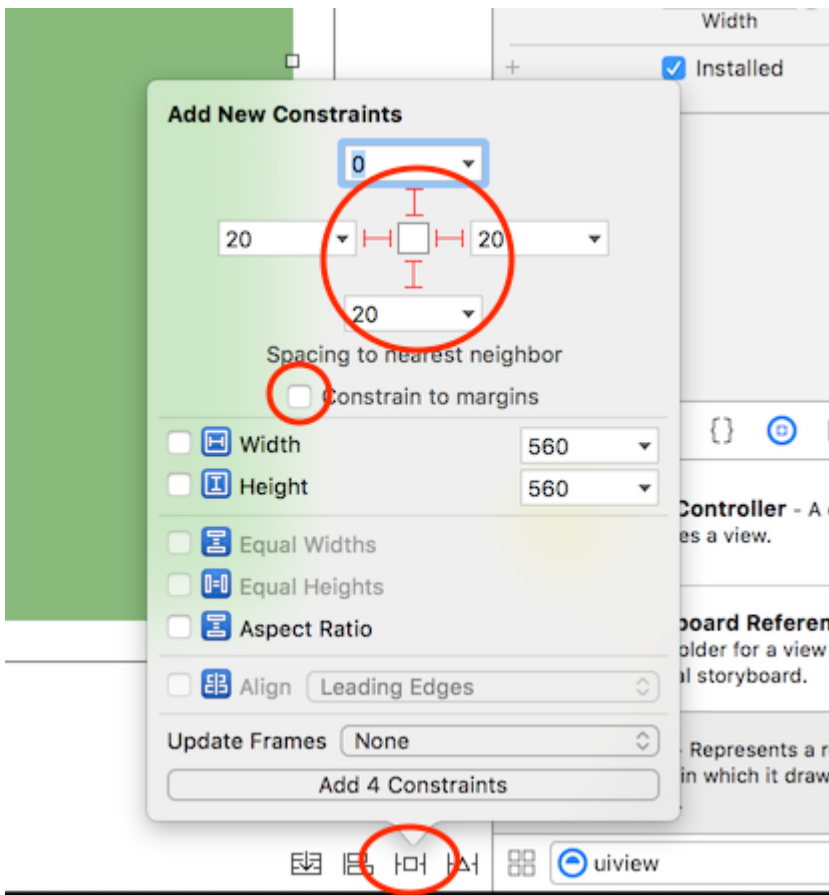 Width
+
Installed
Add New Constraints
0
20
20
20
Spacing to nearest neighbor
Constrain to margins
Width 560
Height 560
{}
Controller - A
es a view.
Equal Widths
Equal Heights
Aspect Ratio
board Referen
older for a view
al storyboard.
Align Leading Edges
Update Frames None
- Represents a r
in which it draw
Add 4 Constraints
uiview